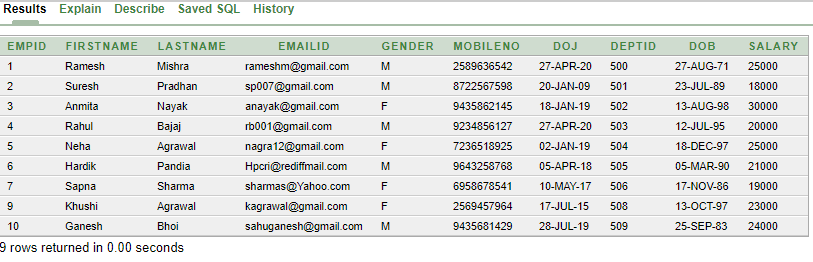 Results Explain Describe Saved SQL History
EMPID FIRSTNAME LASTNAME EMAILID GENDER MOBILENO DOJ DEPTID DOB SALARY
1 Ramesh Mishra rameshm@gmail.com M 2589636542 27-APR-20 500 27-AUG-71 25000
2 Suresh Pradhan sp007@gmail.com M 8722567598 20-JAN-09 501 23-JUL-89 18000
3 Anmita Nayak anayak@gmail.com F 9435862145 18-JAN-19 502 13-AUG-98 30000
4 Rahul Bajaj rb001@gmail.com M 9234856127 27-APR-20 503 12-JUL-95 20000
5 Neha Agrawal nagra12@gmail.com F 7236518925 02-JAN-19 504 18-DEC-97 25000
6 Hardik Pandia Hpcri@rediffmail.com M 9643258768 05-APR-18 505 05-MAR-90 21000
7 Sapna Sharma sharmas@Yahoo.com F 6958678541 10-MAY-17 506 17-NOV-86 19000
9 Khushi Agrawal kagrawal@gmail.com F 2569457964 17-JUL-15 508 13-OCT-97 23000
10 Ganesh Bhoi sahuganesh@gmail.com M 9435681429 28-JUL-19 509 25-SEP-83 24000
9 rows returned in 0.00 seconds